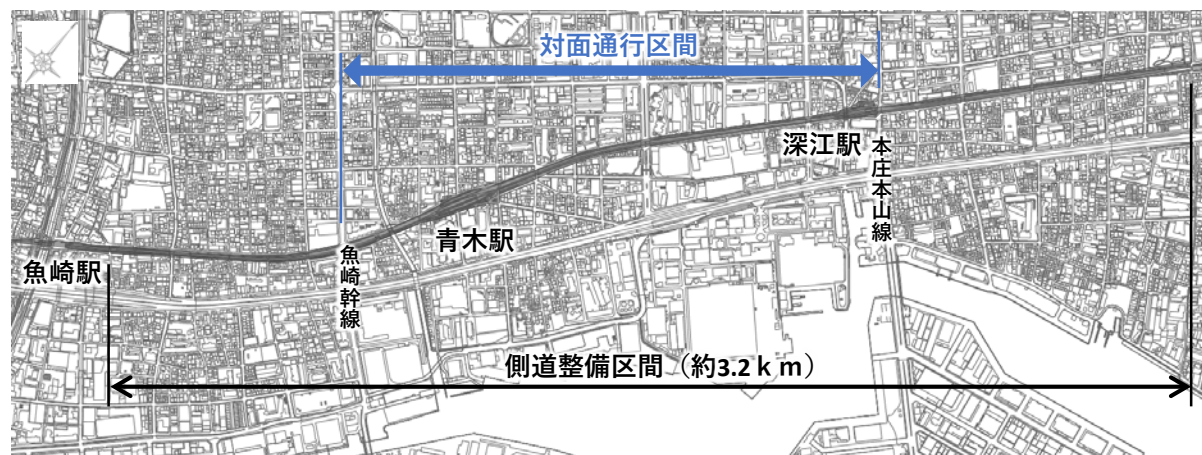 対面通行区間
深江駅
本庄本山線
青木駅
魚崎駅
魚崎幹線
側道整備区間（約3.2ｋｍ）